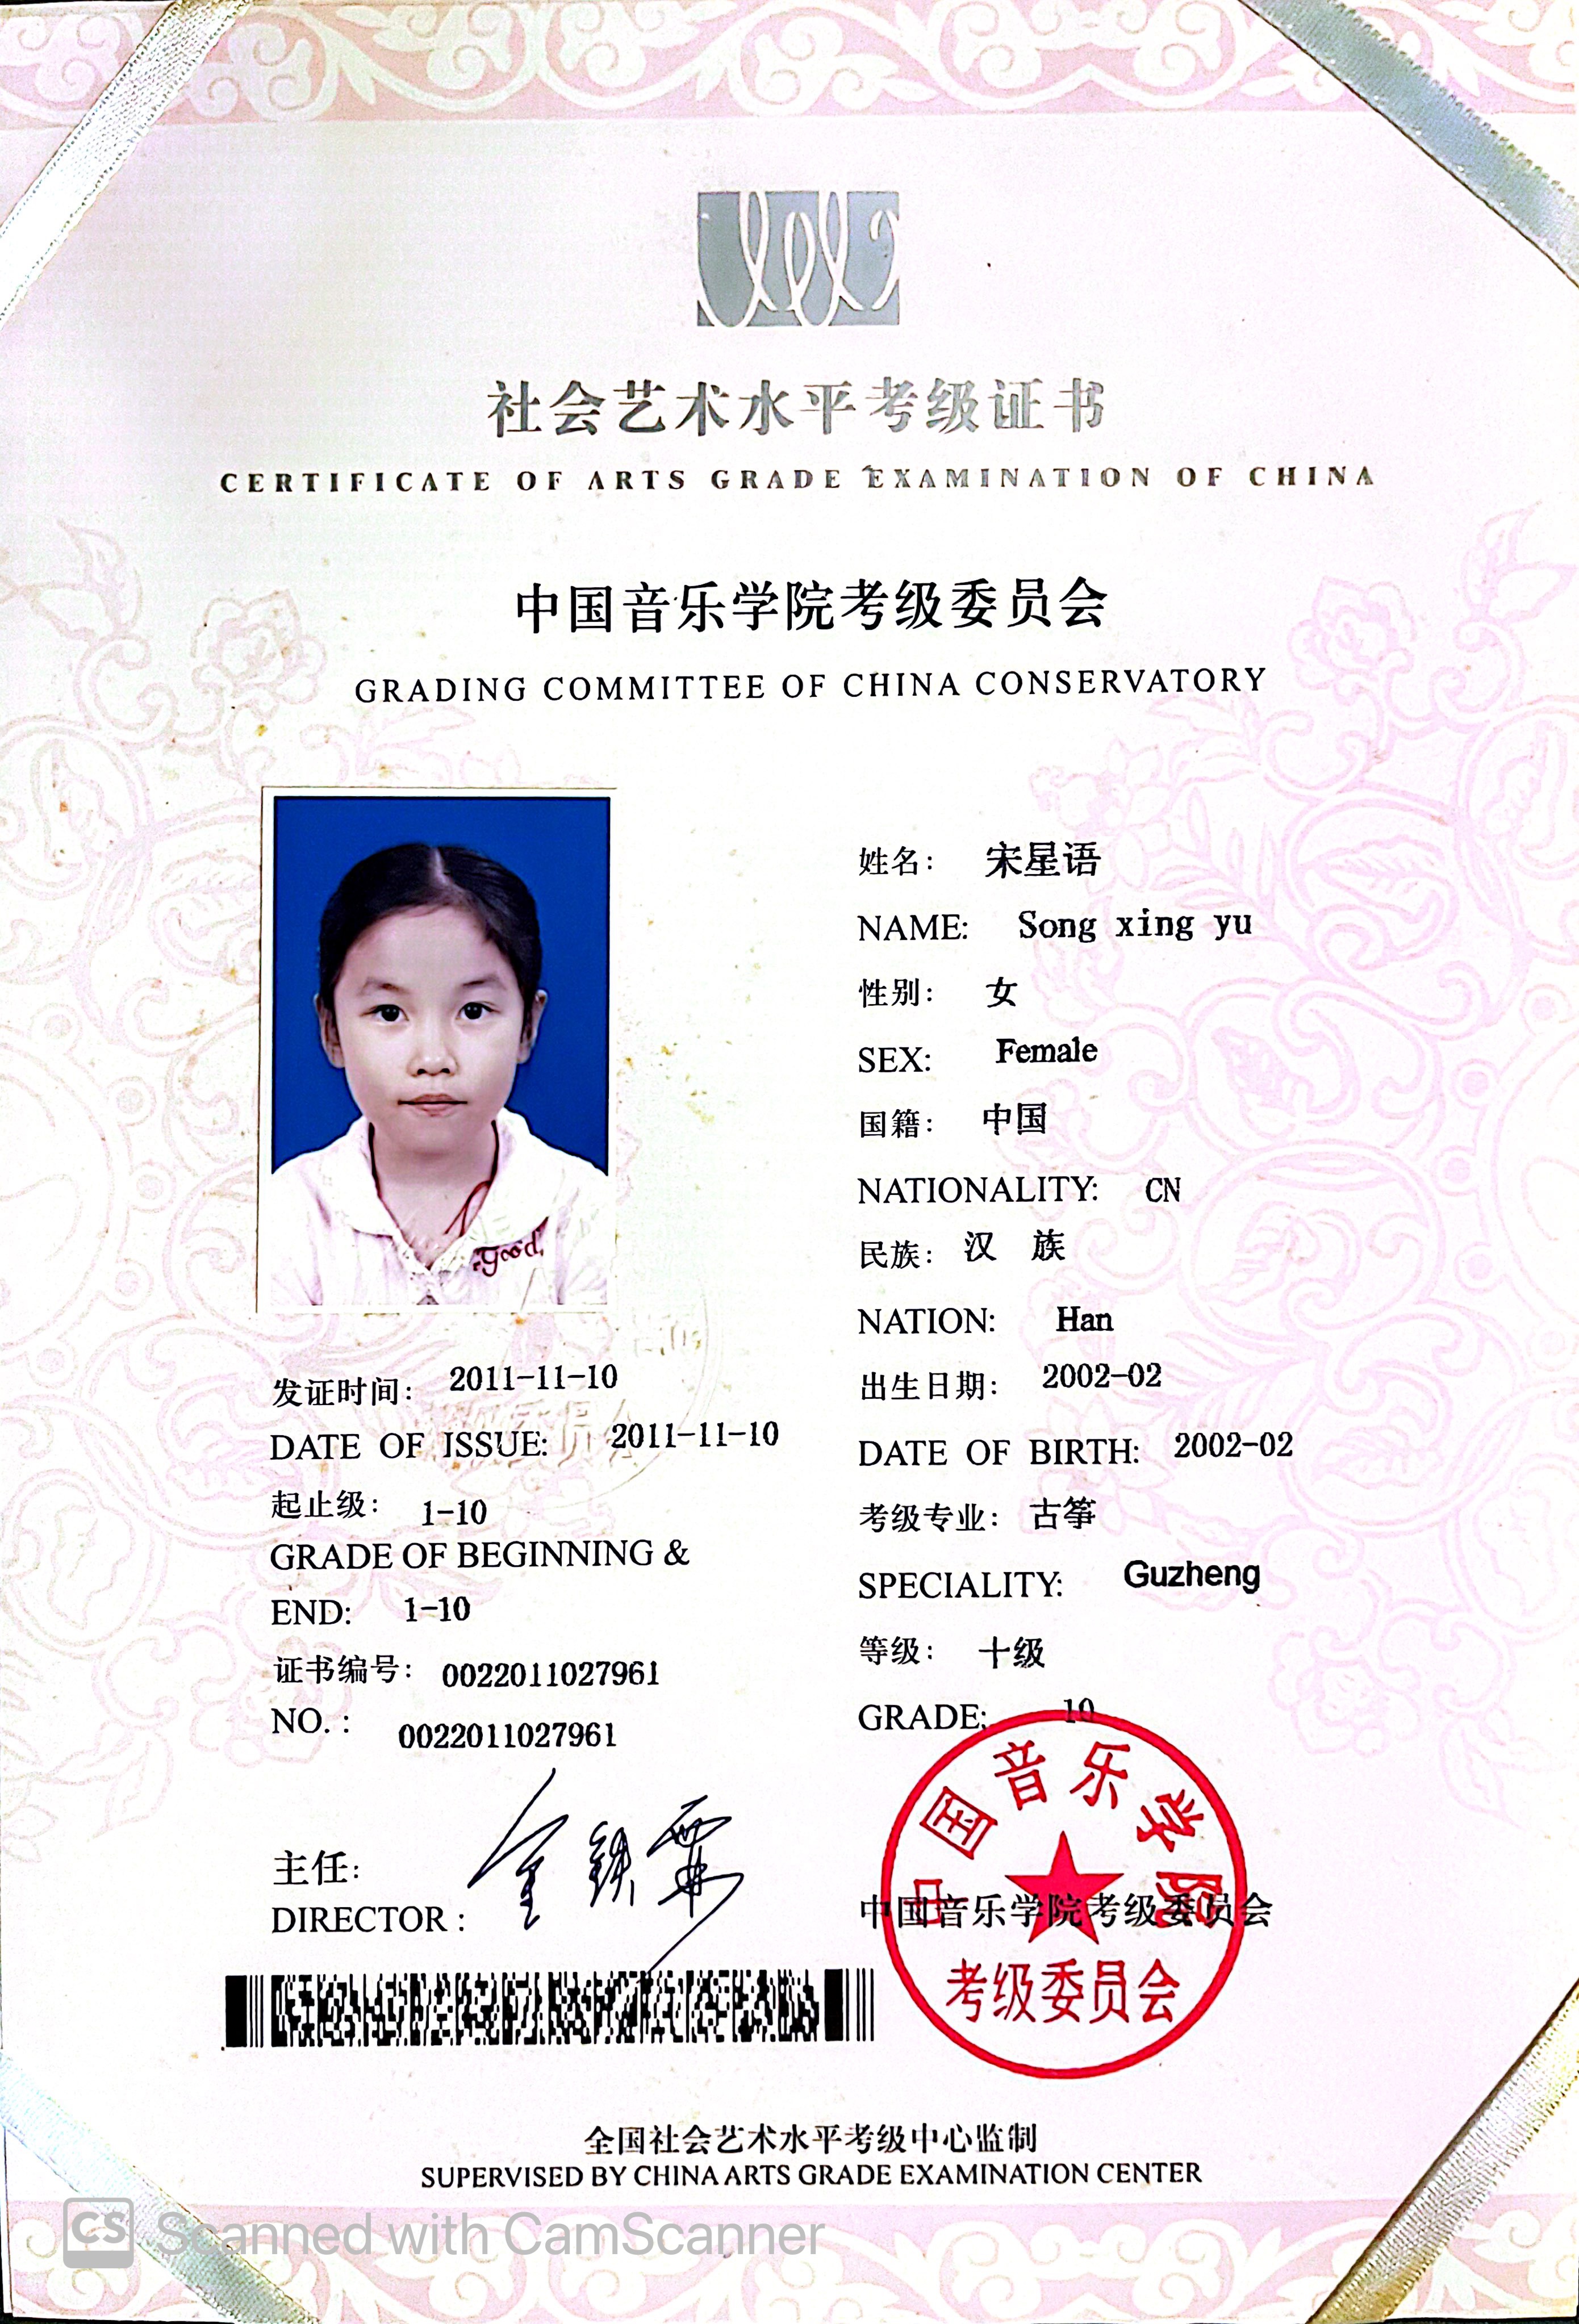 社会艺术水平考级证书
CERTIFICATE OF ARTS GRADE EXAMINATION OF CHINA
中国音乐学院考级委员会
GRADING COMMITTEE OF CHINA CONSERVATORY
good
姓名: 宋星语
NAME: Song xing yu
性别: 女
SEX: Female
国籍: 中国
NATIONALITY: CN
民族: 汉 族
NATION: Han
出生日期: 2002-02
DATE OF BIRTH: 2002-02
考级专业: 古筝
SPECIALITY: Guzheng
等级: 十级
GRADE: 10
发证时间: 2011-11-10
DATE OF ISSUE: 2011-11-10
起止级: 1-10
GRADE OF BEGINNING &
END: 1-10
证书编号: 0022011027961
NO. : 0022011027961
主任:
DIRECTOR :
金铁霖
中国音乐学院
中国音乐学院考级委员会
考级委员会
全国社会艺术水平考级中心监制
SUPERVISED BY CHINA ARTS GRADE EXAMINATION CENTER
CS Scanned with CamScanner